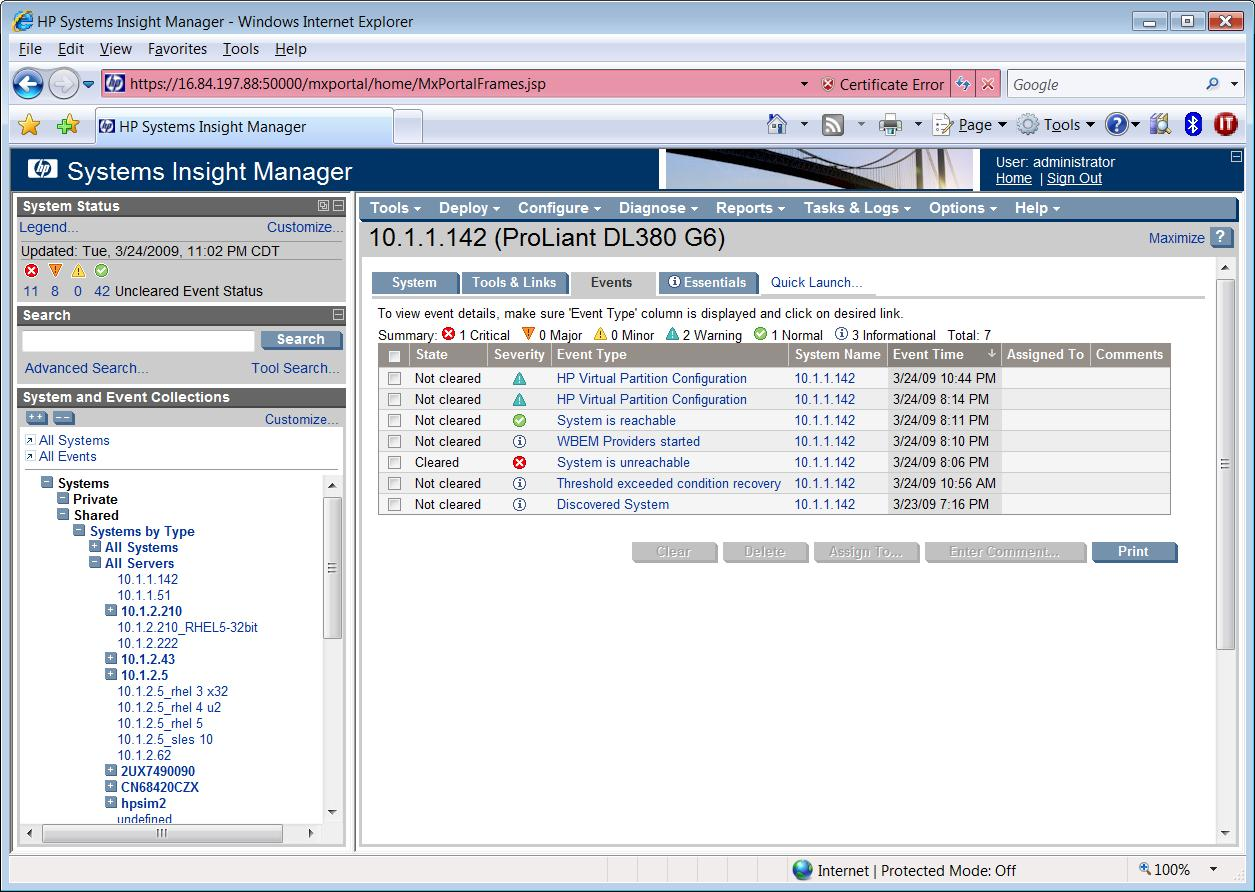 HP Systems Insight Manager - Windows Internet Explorer
File Edit View Favorites Tools Help
https://16.84.197.88:50000/mxportal/home/MxPortalFrames.jsp Certificate Error Google
HP Systems Insight Manager Page Tools IT
hp Systems Insight Manager
User: administrator
Home | Sign Out
System Status
Legend... Customize...
Updated: Tue, 3/24/2009, 11:02 PM CDT
11 8 0 42 Uncleared Event Status
Search
Search
Advanced Search... Tool Search...
System and Event Collections
Customize...
All Systems
All Events
Systems
Private
Shared
Systems by Type
All Systems
All Servers
10.1.1.142
10.1.1.51
10.1.2.210
10.1.2.210_RHEL5-32bit
10.1.2.222
10.1.2.43
10.1.2.5
10.1.2.5_rhel 3 x32
10.1.2.5_rhel 4 u2
10.1.2.5_rhel 5
10.1.2.5_sles 10
10.1.2.62
2UX7490090
CN68420CZX
hpsim2
undefined
Tools Deploy Configure Diagnose Reports Tasks & Logs Options Help
10.1.1.142 (ProLiant DL380 G6) Maximize ?
System Tools & Links Events Essentials Quick Launch...
To view event details, make sure 'Event Type' column is displayed and click on desired link.
Summary: 1 Critical 0 Major 0 Minor 2 Warning 1 Normal 3 Informational Total: 7
State Severity Event Type System Name Event Time Assigned To Comments
Not cleared HP Virtual Partition Configuration 10.1.1.142 3/24/09 10:44 PM
Not cleared HP Virtual Partition Configuration 10.1.1.142 3/24/09 8:14 PM
Not cleared System is reachable 10.1.1.142 3/24/09 8:11 PM
Not cleared WBEM Providers started 10.1.1.142 3/24/09 8:10 PM
Cleared System is unreachable 10.1.1.142 3/24/09 8:06 PM
Not cleared Threshold exceeded condition recovery 10.1.1.142 3/24/09 10:56 AM
Not cleared Discovered System 10.1.1.142 3/23/09 7:16 PM
Clear Delete Assign To... Enter Comment... Print
Internet | Protected Mode: Off 100%